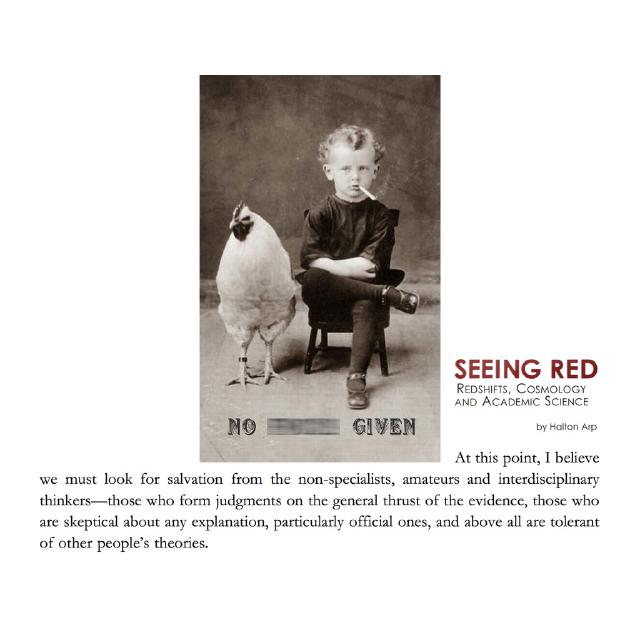 NO GIVEN
SEEING RED
REDSHIFTS, COSMOLOGY
AND ACADEMIC SCIENCE
by Halton Arp
At this point, I believe
we must look for salvation from the non-specialists, amateurs and interdisciplinary
thinkers—those who form judgments on the general thrust of the evidence, those who
are skeptical about any explanation, particularly official ones, and above all are tolerant
of other people's theories.